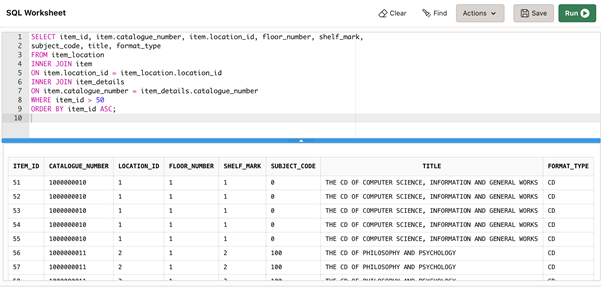 SQL Worksheet
Clear Find Actions Save Run
1 SELECT item_id, item.catalogue_number, item.location_id, floor_number, shelf_mark,
2 subject_code, title, format_type
3 FROM item_location
4 INNER JOIN item
5 ON item.location_id = item_location.location_id
6 INNER JOIN item_details
7 ON item.catalogue_number = item_details.catalogue_number
8 WHERE item_id > 50
9 ORDER BY item_id ASC;
10
ITEM_ID CATALOGUE_NUMBER LOCATION_ID FLOOR_NUMBER SHELF_MARK SUBJECT_CODE TITLE FORMAT_TYPE
51 1000000010 1 1 1 0 THE CD OF COMPUTER SCIENCE, INFORMATION AND GENERAL WORKS CD
52 1000000010 1 1 1 0 THE CD OF COMPUTER SCIENCE, INFORMATION AND GENERAL WORKS CD
53 1000000010 1 1 1 0 THE CD OF COMPUTER SCIENCE, INFORMATION AND GENERAL WORKS CD
54 1000000010 1 1 1 0 THE CD OF COMPUTER SCIENCE, INFORMATION AND GENERAL WORKS CD
55 1000000010 1 1 1 0 THE CD OF COMPUTER SCIENCE, INFORMATION AND GENERAL WORKS CD
56 1000000011 2 1 2 100 THE CD OF PHILOSOPHY AND PSYCHOLOGY CD
57 1000000011 2 1 2 100 THE CD OF PHILOSOPHY AND PSYCHOLOGY CD